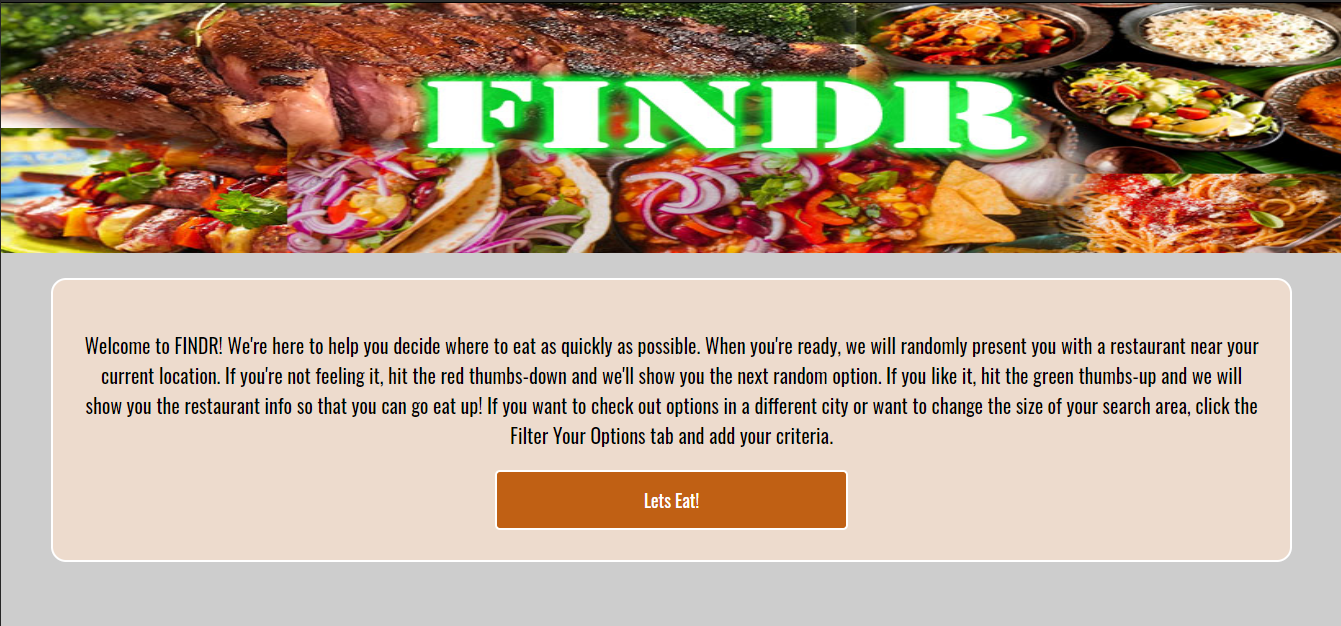 FINDR
Welcome to FINDR! We're here to help you decide where to eat as quickly as possible. When you're ready, we will randomly present you with a restaurant near your
current location. If you're not feeling it, hit the red thumbs-down and we'll show you the next random option. If you like it, hit the green thumbs-up and we will
show you the restaurant info so that you can go eat up! If you want to check out options in a different city or want to change the size of your search area, click the
Filter Your Options tab and add your criteria.
Lets Eat!